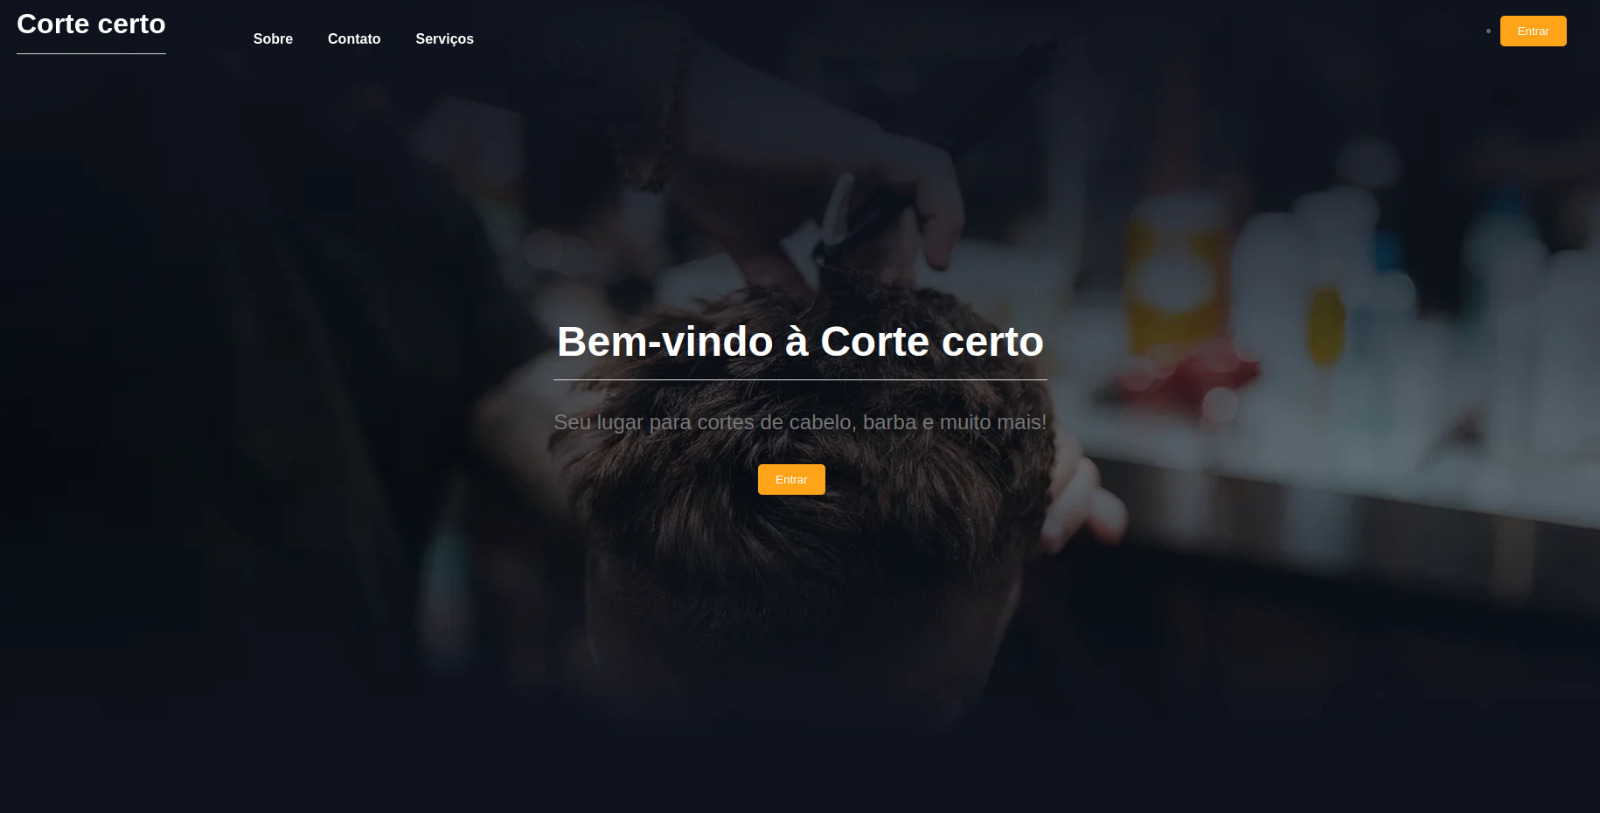 Corte certo
Sobre Contato Serviços
Entrar
Bem-vindo à Corte certo
Seu lugar para cortes de cabelo, barba e muito mais!
Entrar